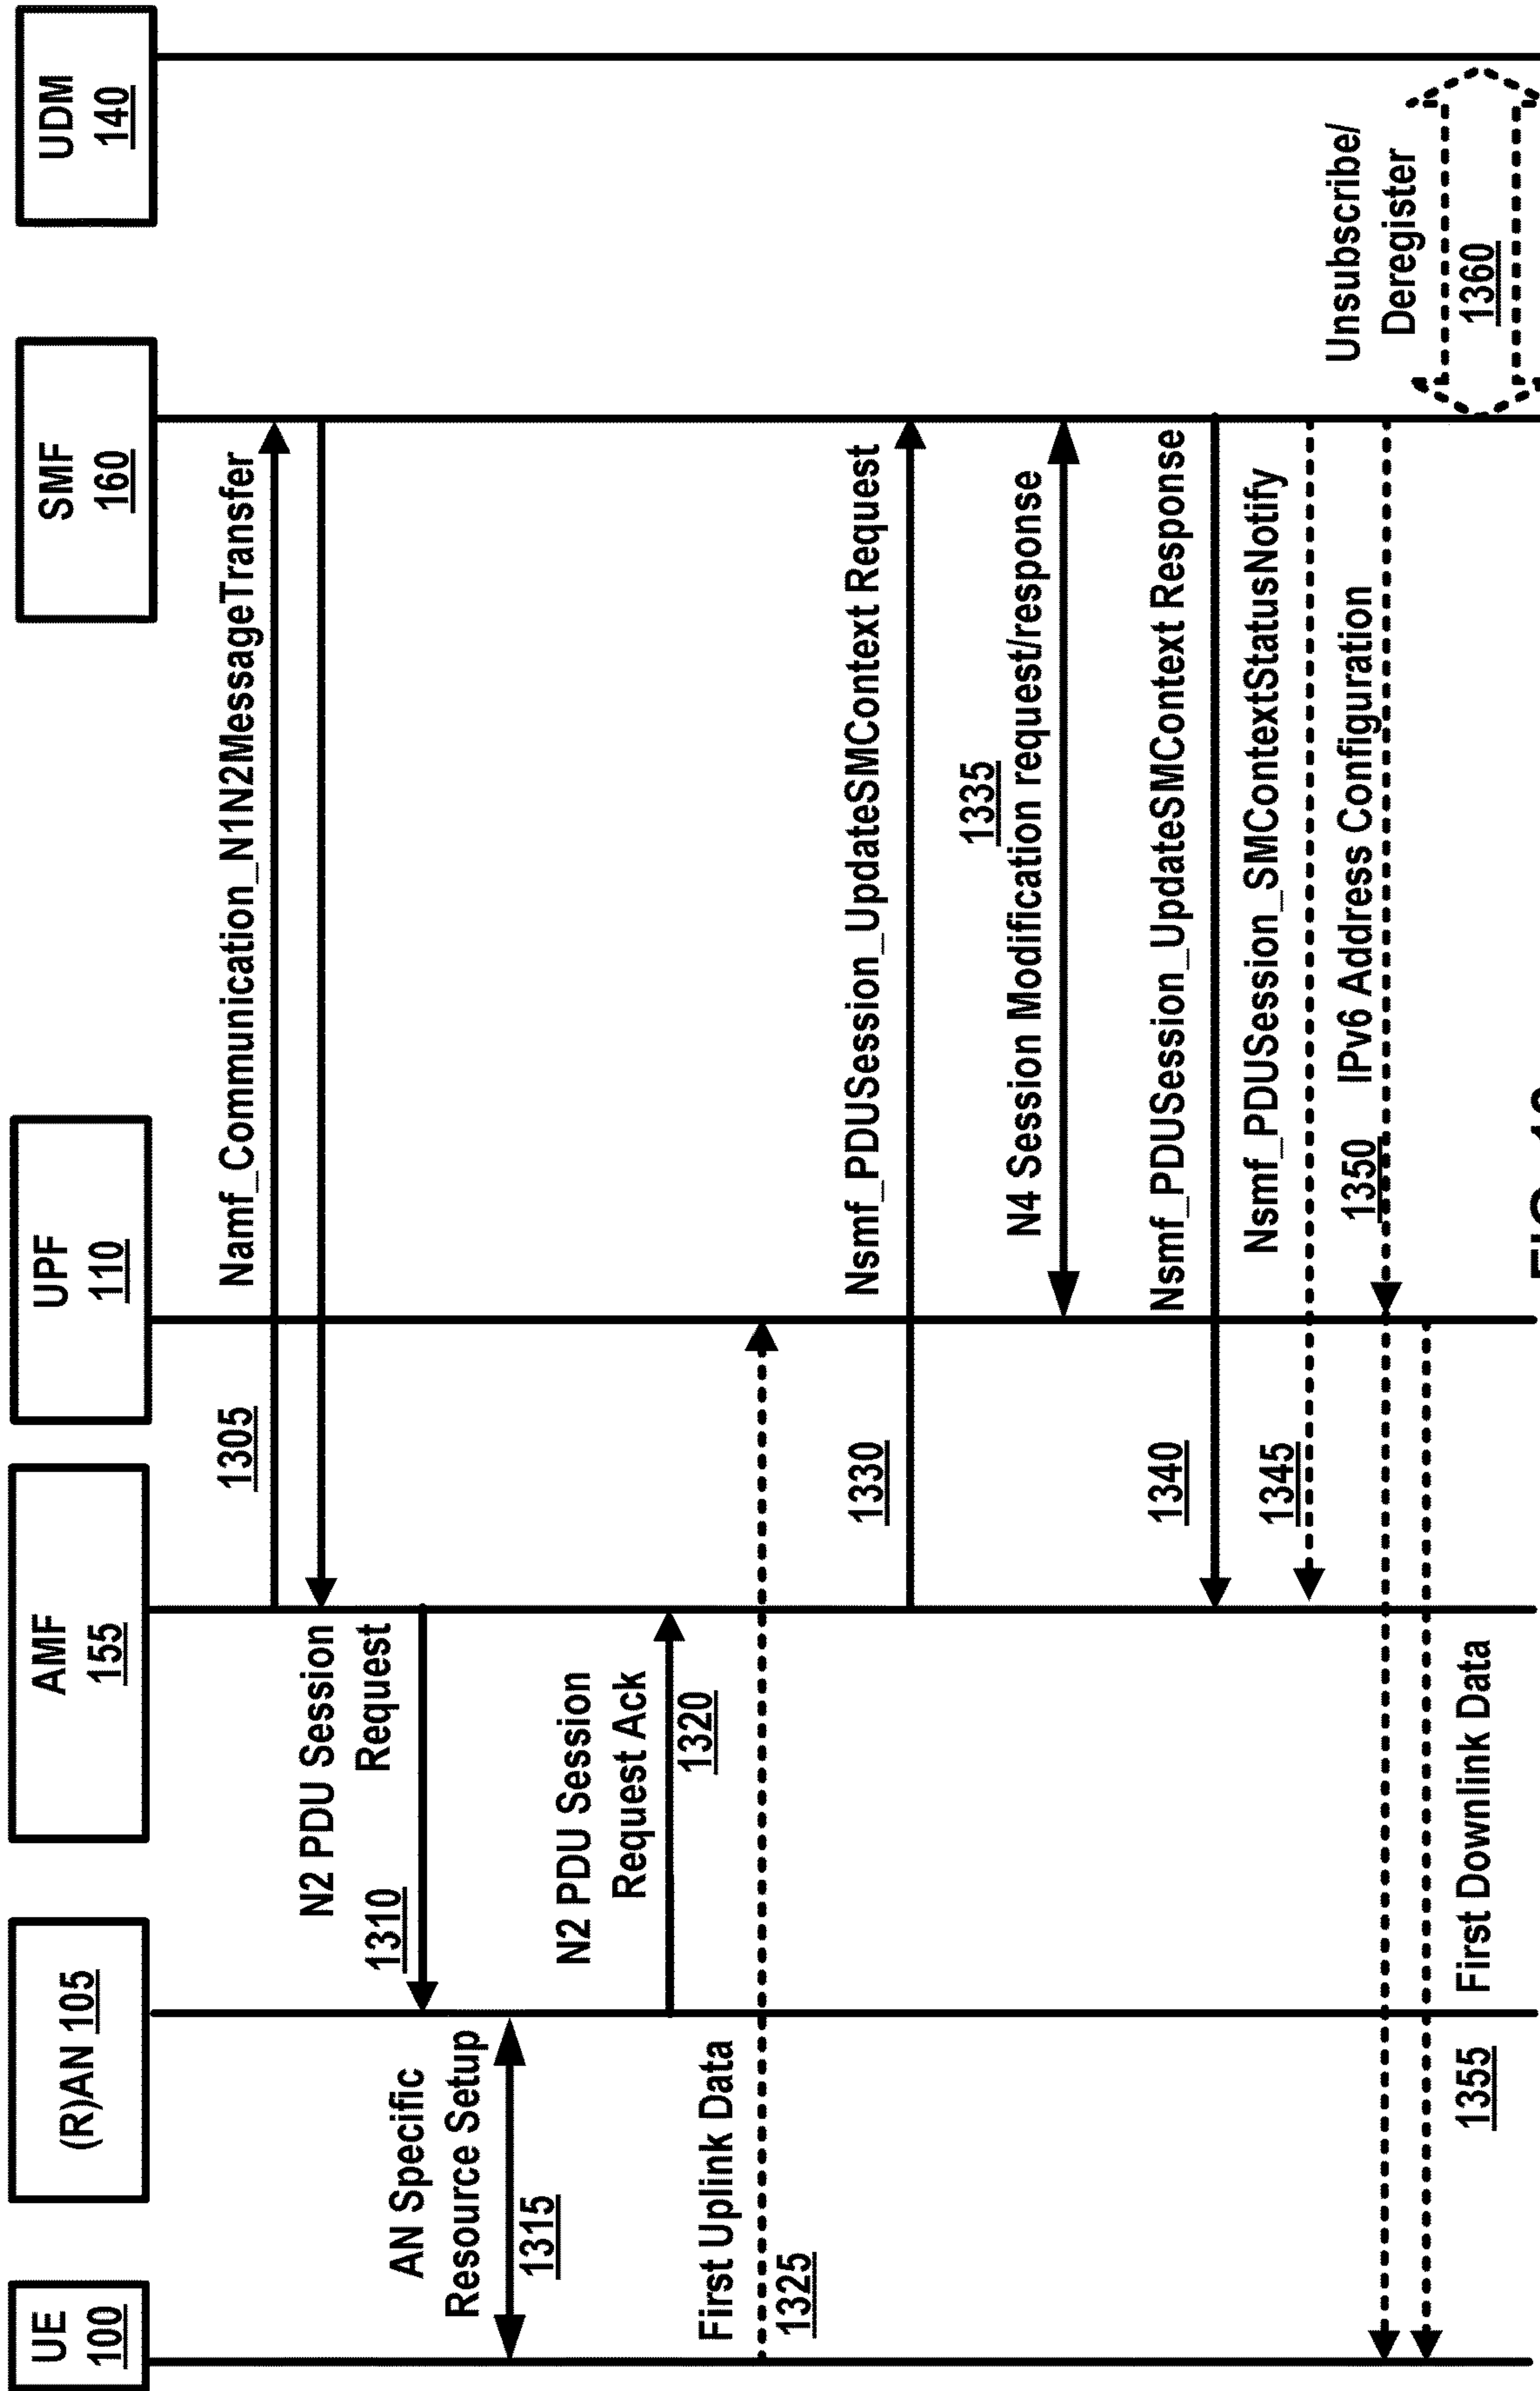 UE
100
(R)AN 105
AMF
155
UPF
110
SMF
160
UDM
140
Namf_Communication_N1N2MessageTransfer
1305
N2 PDU Session
Request
1310
AN Specific
Resource Setup
1315
N2 PDU Session
Request Ack
1320
First Uplink Data
1325
Nsmf_PDUSession_UpdateSMContext Request
1330
1335
N4 Session Modification request/response
Nsmf_PDUSession_UpdateSMContext Response
1340
Nsmf_PDUSession_SMContextStatusNotify
1345
1350 IPv6 Address Configuration
Unsubscribe/
Deregister
1360
First Downlink Data
1355